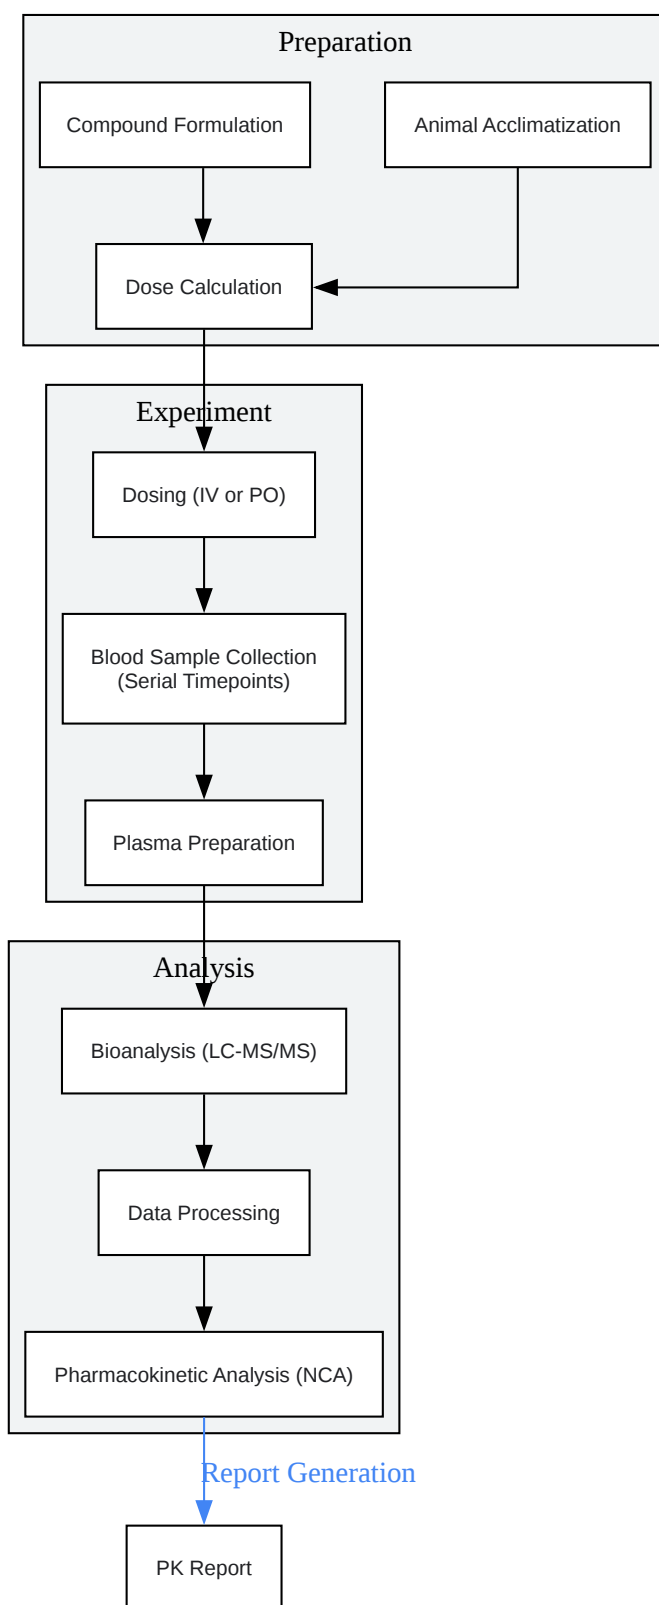 Preparation
Compound Formulation
Animal Acclimatization
Dose Calculation
Experiment
Dosing (IV or PO)
Blood Sample Collection
(Serial Timepoints)
Plasma Preparation
Analysis
Bioanalysis (LC-MS/MS)
Data Processing
Pharmacokinetic Analysis (NCA)
Report Generation
PK Report